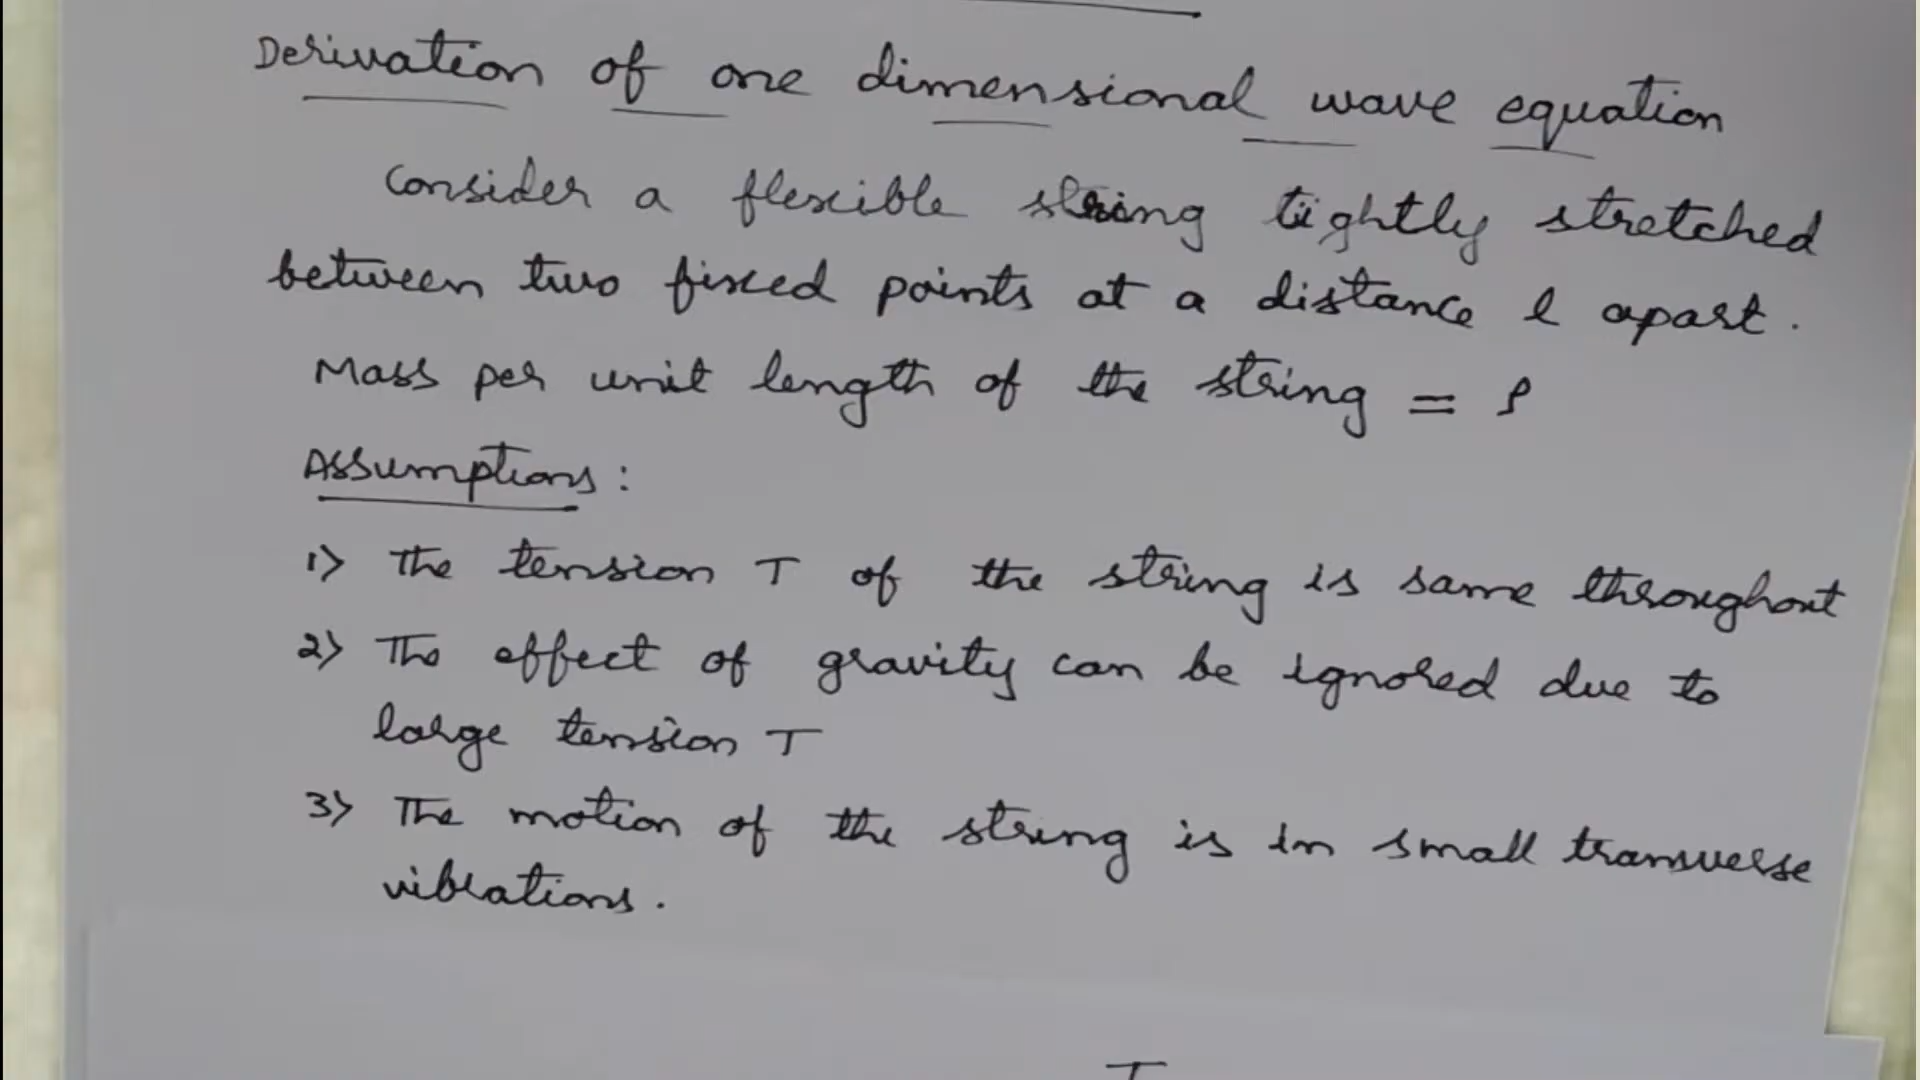 Derivation of one dimensional wave equation
Consider a flexible string tightly stretched
between two fixed points at a distance l apart.
Mass per unit length of the string = ρ
Assumptions:
1) The tension T of the string is same throughout
2) The effect of gravity can be ignored due to
large tension T
3) The motion of the string is in small transverse
vibrations.
T